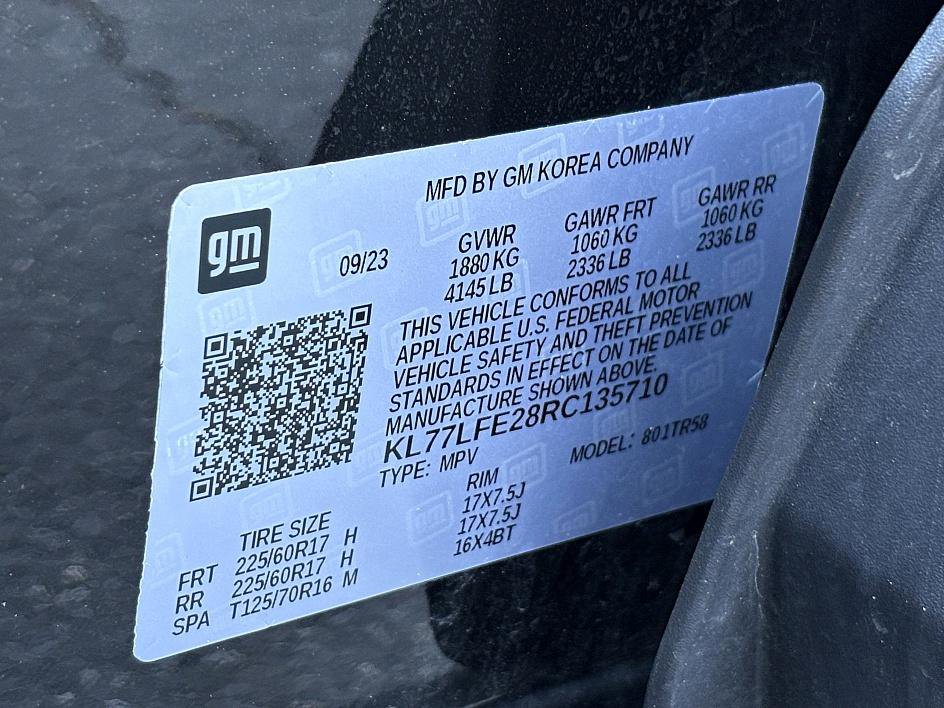 MFD BY GM KOREA COMPANY
gm
09/23
GVWR GAWR FRT GAWR RR
1880 KG 1060 KG 1060 KG
4145 LB 2336 LB 2336 LB
THIS VEHICLE CONFORMS TO ALL
APPLICABLE U.S. FEDERAL MOTOR
VEHICLE SAFETY AND THEFT PREVENTION
STANDARDS IN EFFECT ON THE DATE OF
MANUFACTURE SHOWN ABOVE.
KL77LFE28RC135710
TYPE: MPV MODEL: 801TR58
TIRE SIZE RIM
FRT 225/60R17 H 17X7.5J
RR 225/60R17 H 17X7.5J
SPA T125/70R16 M 16X4BT